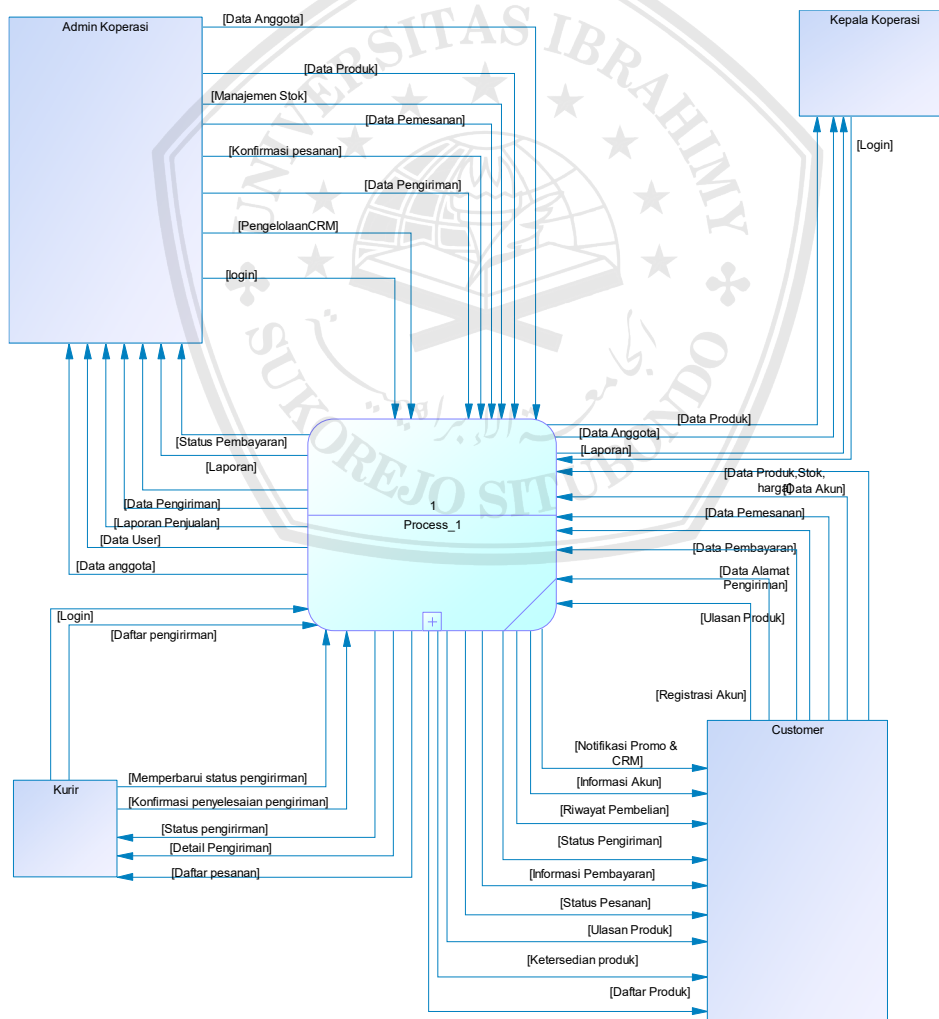 Admin Koperasi
[Data Anggota]
Kepala Koperasi
[Data Produk]
[Manajemen Stok]
[Data Pemesanan]
[Konfirmasi pesanan]
[Login]
[Data Pengiriman]
[PengelolaanCRM]
[login]
UNIVERSITAS IBRAHIMY
SUKOREJO SITUBONDO
[Data Produk]
[Status Pembayaran]
[Data Anggota]
[Laporan]
[Laporan]
[Data Produk,Stok,
harga]
[Data Akun]
[Data Pengiriman]
1
[Data Pemesanan]
[Laporan Penjualan]
Process_1
[Data User]
[Data Pembayaran]
[Data anggota]
[Data Alamat
Pengiriman]
[Login]
[Ulasan Produk]
[Daftar pengirirman]
+
[Registrasi Akun]
Customer
[Notifikasi Promo &
CRM]
Kurir
[Memperbarui status pengirirman]
[Informasi Akun]
[Konfirmasi penyelesaian pengiriman]
[Riwayat Pembelian]
[Status pengirirman]
[Status Pengiriman]
[Detail Pengiriman]
[Daftar pesanan]
[Informasi Pembayaran]
[Status Pesanan]
[Ulasan Produk]
[Ketersedian produk]
[Daftar Produk]